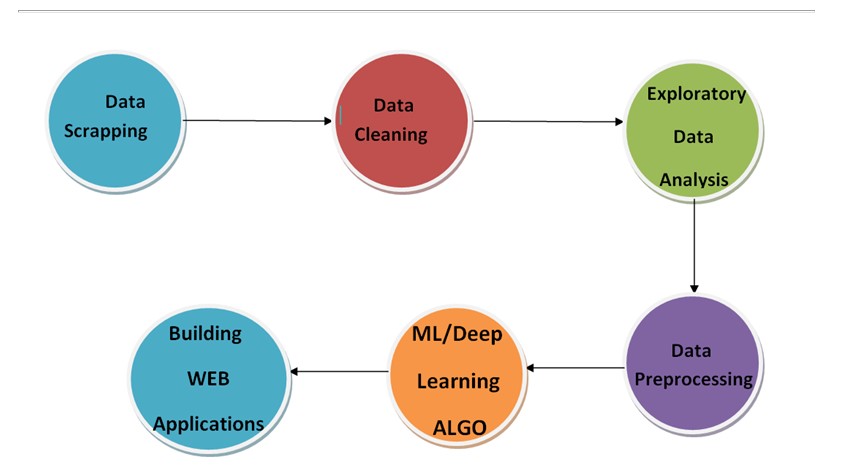 Data
Scrapping
Data
Cleaning
Exploratory
Data
Analysis
Data
Preprocessing
ML/Deep
Learning
ALGO
Building
WEB
Applications